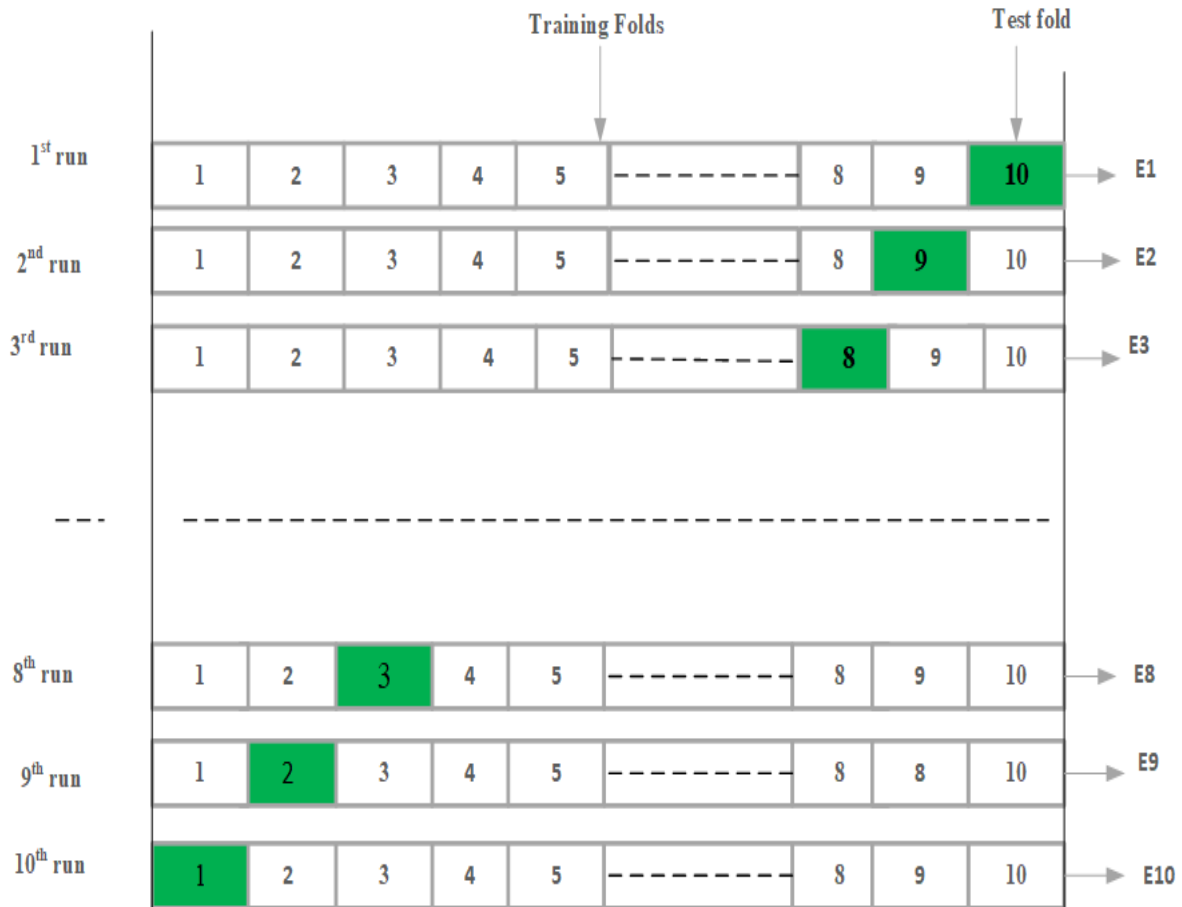 Training Folds
Test fold
1st run 1 2 3 4 5 8 9 10 E1
2nd run 1 2 3 4 5 8 9 10 E2
3rd run 1 2 3 4 5 8 9 10 E3
8th run 1 2 3 4 5 8 9 10 E8
9th run 1 2 3 4 5 8 8 10 E9
10th run 1 2 3 4 5 8 9 10 E10